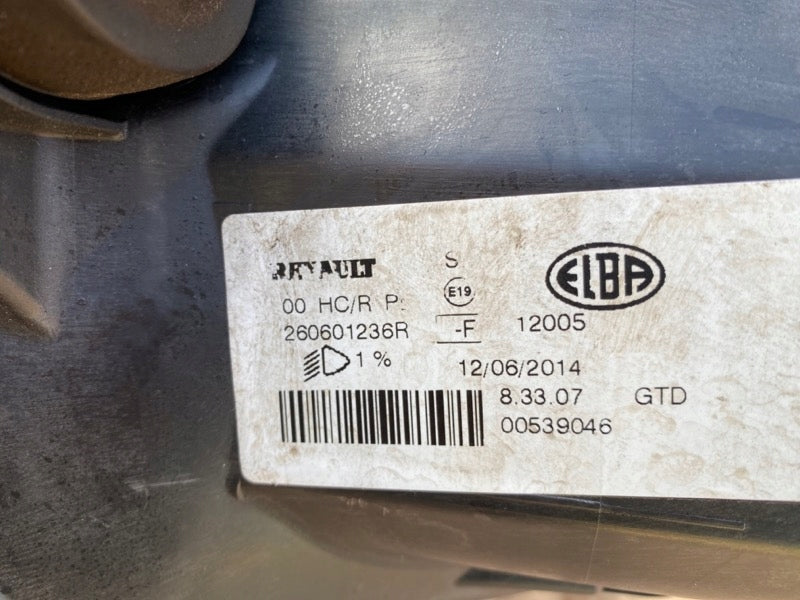 RENAULT S ELBA
00 HC/R P: E19
260601236R -F 12005
1 % 12/06/2014
8.33.07 GTD
00539046